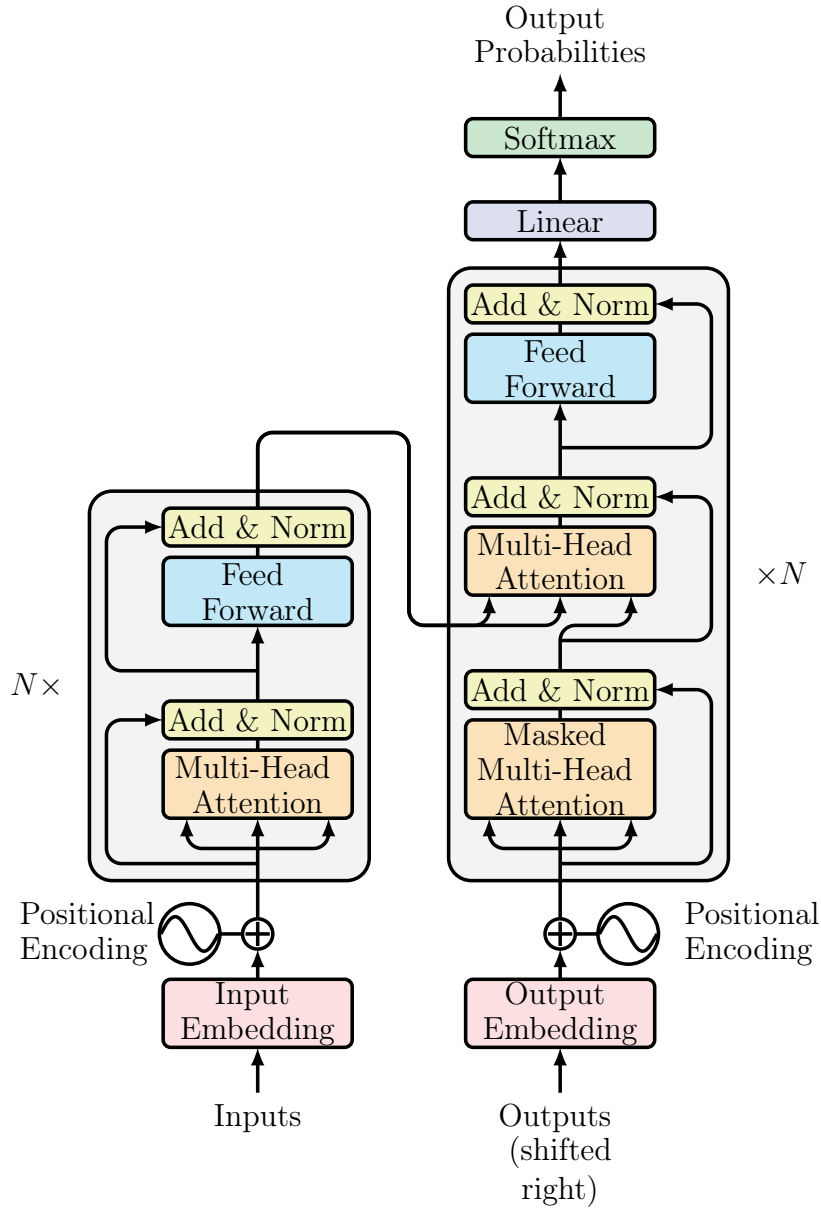 Output
Probabilities
Softmax
Linear
Add & Norm
Feed
Forward
Add & Norm
Multi-Head
Attention
×N
Add & Norm
Masked
Multi-Head
Attention
Add & Norm
Feed
Forward
N×
Add & Norm
Multi-Head
Attention
Positional
Encoding
Positional
Encoding
Input
Embedding
Output
Embedding
Inputs
Outputs
(shifted
right)